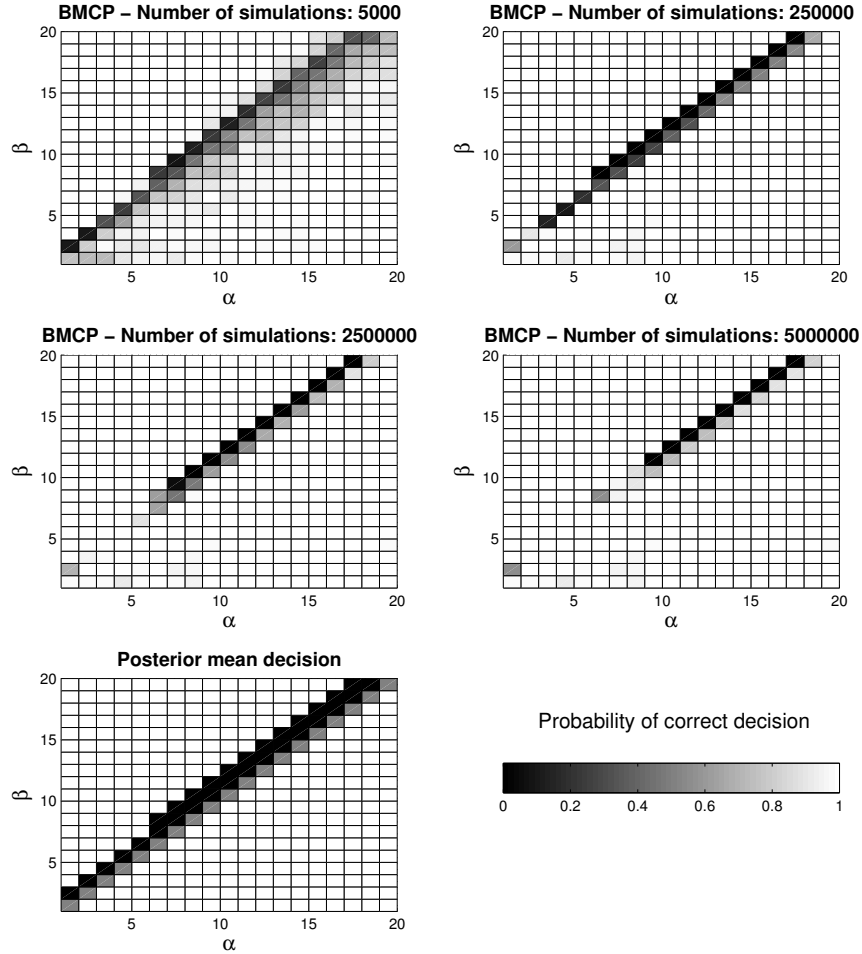 BMCP – Number of simulations: 5000
20
15
10
5
β
5 10 15 20
α
BMCP – Number of simulations: 250000
20
15
10
5
β
5 10 15 20
α
BMCP – Number of simulations: 2500000
20
15
10
5
β
5 10 15 20
α
BMCP – Number of simulations: 5000000
20
15
10
5
β
5 10 15 20
α
Posterior mean decision
20
15
10
5
β
5 10 15 20
α
Probability of correct decision
0 0.2 0.4 0.6 0.8 1